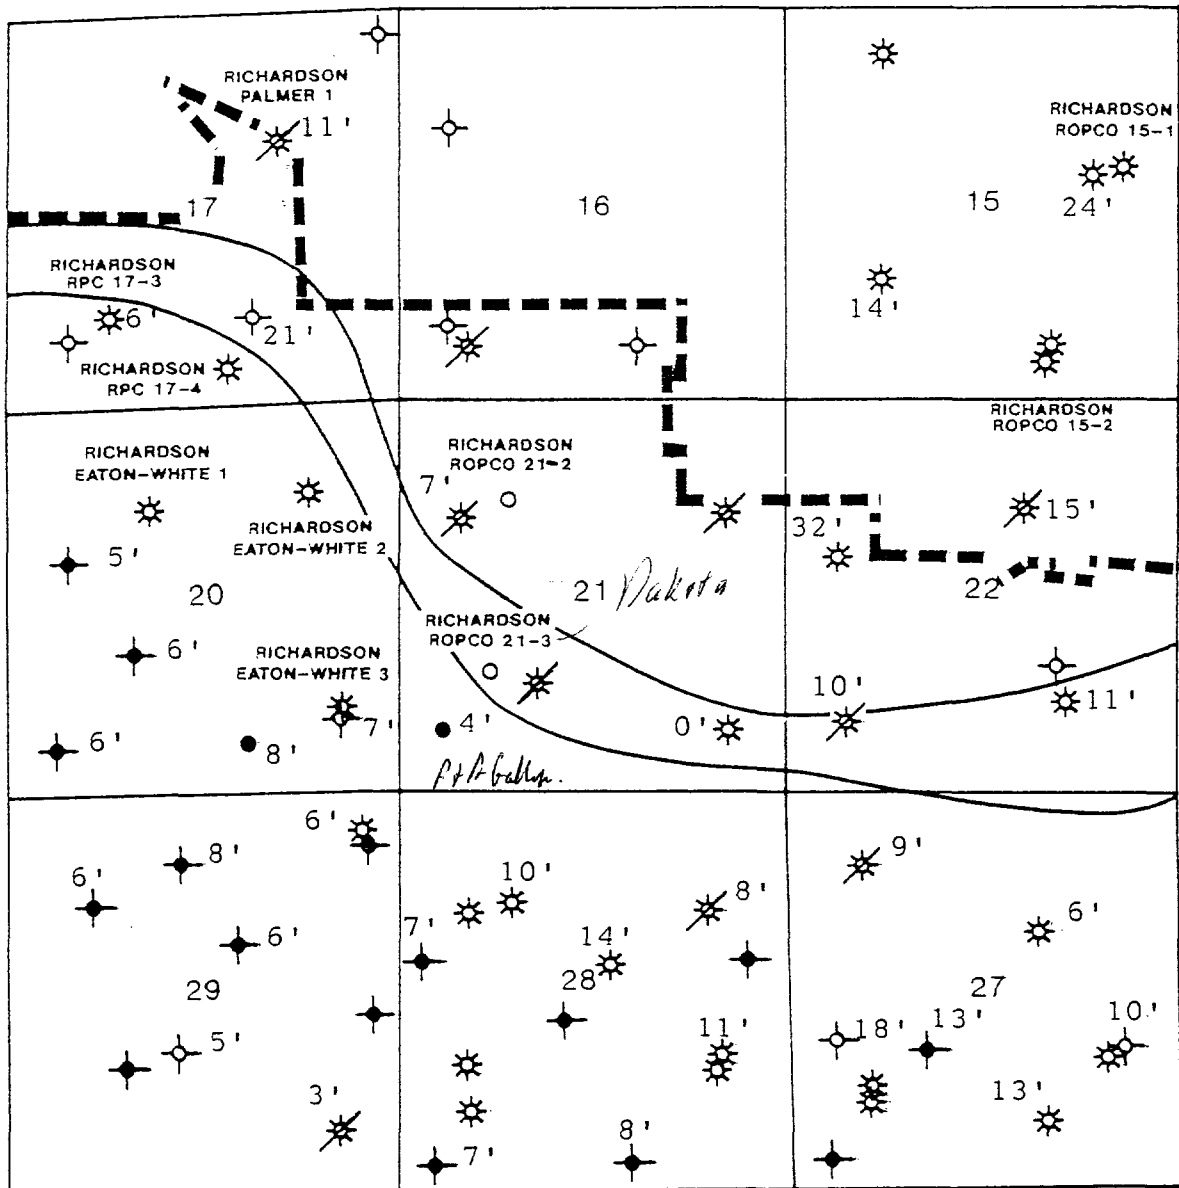 RICHARDSON
PALMER 1
11'
RICHARDSON
ROPCO 15-1
17
16
15
24'
RICHARDSON
RPC 17-3
6'
21'
14'
RICHARDSON
RPC 17-4
RICHARDSON
ROPCO 15-2
RICHARDSON
EATON-WHITE 1
RICHARDSON
ROPCO 21-2
7'
RICHARDSON
EATON-WHITE 2
32'
15'
5'
20
21
Dakota
22
RICHARDSON
ROPCO 21-3
6'
RICHARDSON
EATON-WHITE 3
10'
11'
6'
8'
7'
4'
0'
P&A Gallup.
6'
8'
6'
10'
8'
9'
6'
6'
7'
14'
29
28
27
5'
11'
18'
13'
10'
3'
13'
7'
8'